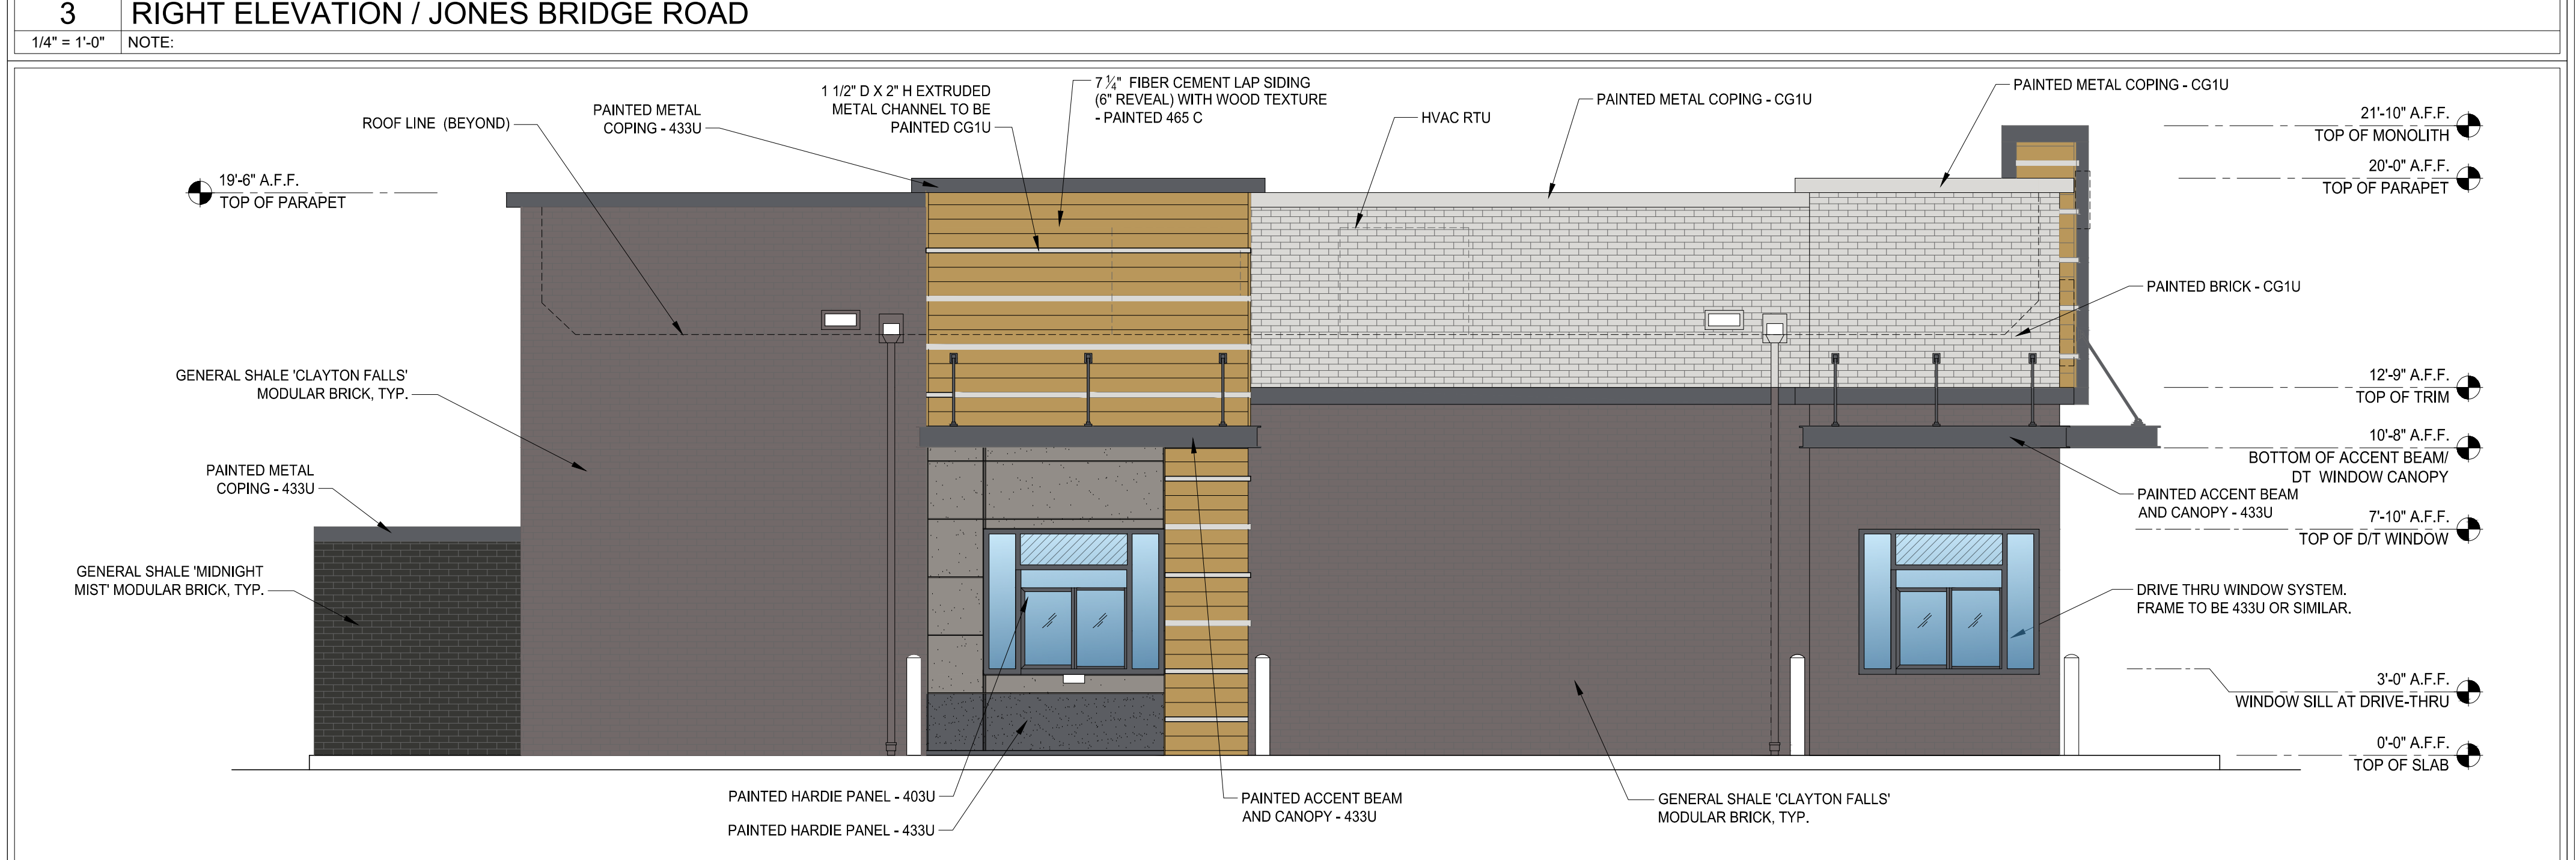 3
RIGHT ELEVATION / JONES BRIDGE ROAD
1/4" = 1'-0"
NOTE:
ROOF LINE (BEYOND)
PAINTED METAL
COPING - 433U
1 1/2" D X 2" H EXTRUDED
METAL CHANNEL TO BE
PAINTED CG1U
7 ¼" FIBER CEMENT LAP SIDING
(6" REVEAL) WITH WOOD TEXTURE
- PAINTED 465 C
HVAC RTU
PAINTED METAL COPING - CG1U
PAINTED METAL COPING - CG1U
21'-10" A.F.F.
TOP OF MONOLITH
20'-0" A.F.F.
TOP OF PARAPET
19'-6" A.F.F.
TOP OF PARAPET
PAINTED BRICK - CG1U
GENERAL SHALE 'CLAYTON FALLS'
MODULAR BRICK, TYP.
12'-9" A.F.F.
TOP OF TRIM
10'-8" A.F.F.
BOTTOM OF ACCENT BEAM/
DT WINDOW CANOPY
PAINTED METAL
COPING - 433U
PAINTED ACCENT BEAM
AND CANOPY - 433U
7'-10" A.F.F.
TOP OF D/T WINDOW
GENERAL SHALE 'MIDNIGHT
MIST' MODULAR BRICK, TYP.
DRIVE THRU WINDOW SYSTEM.
FRAME TO BE 433U OR SIMILAR.
3'-0" A.F.F.
WINDOW SILL AT DRIVE-THRU
0'-0" A.F.F.
TOP OF SLAB
PAINTED HARDIE PANEL - 403U
PAINTED HARDIE PANEL - 433U
PAINTED ACCENT BEAM
AND CANOPY - 433U
GENERAL SHALE 'CLAYTON FALLS'
MODULAR BRICK, TYP.